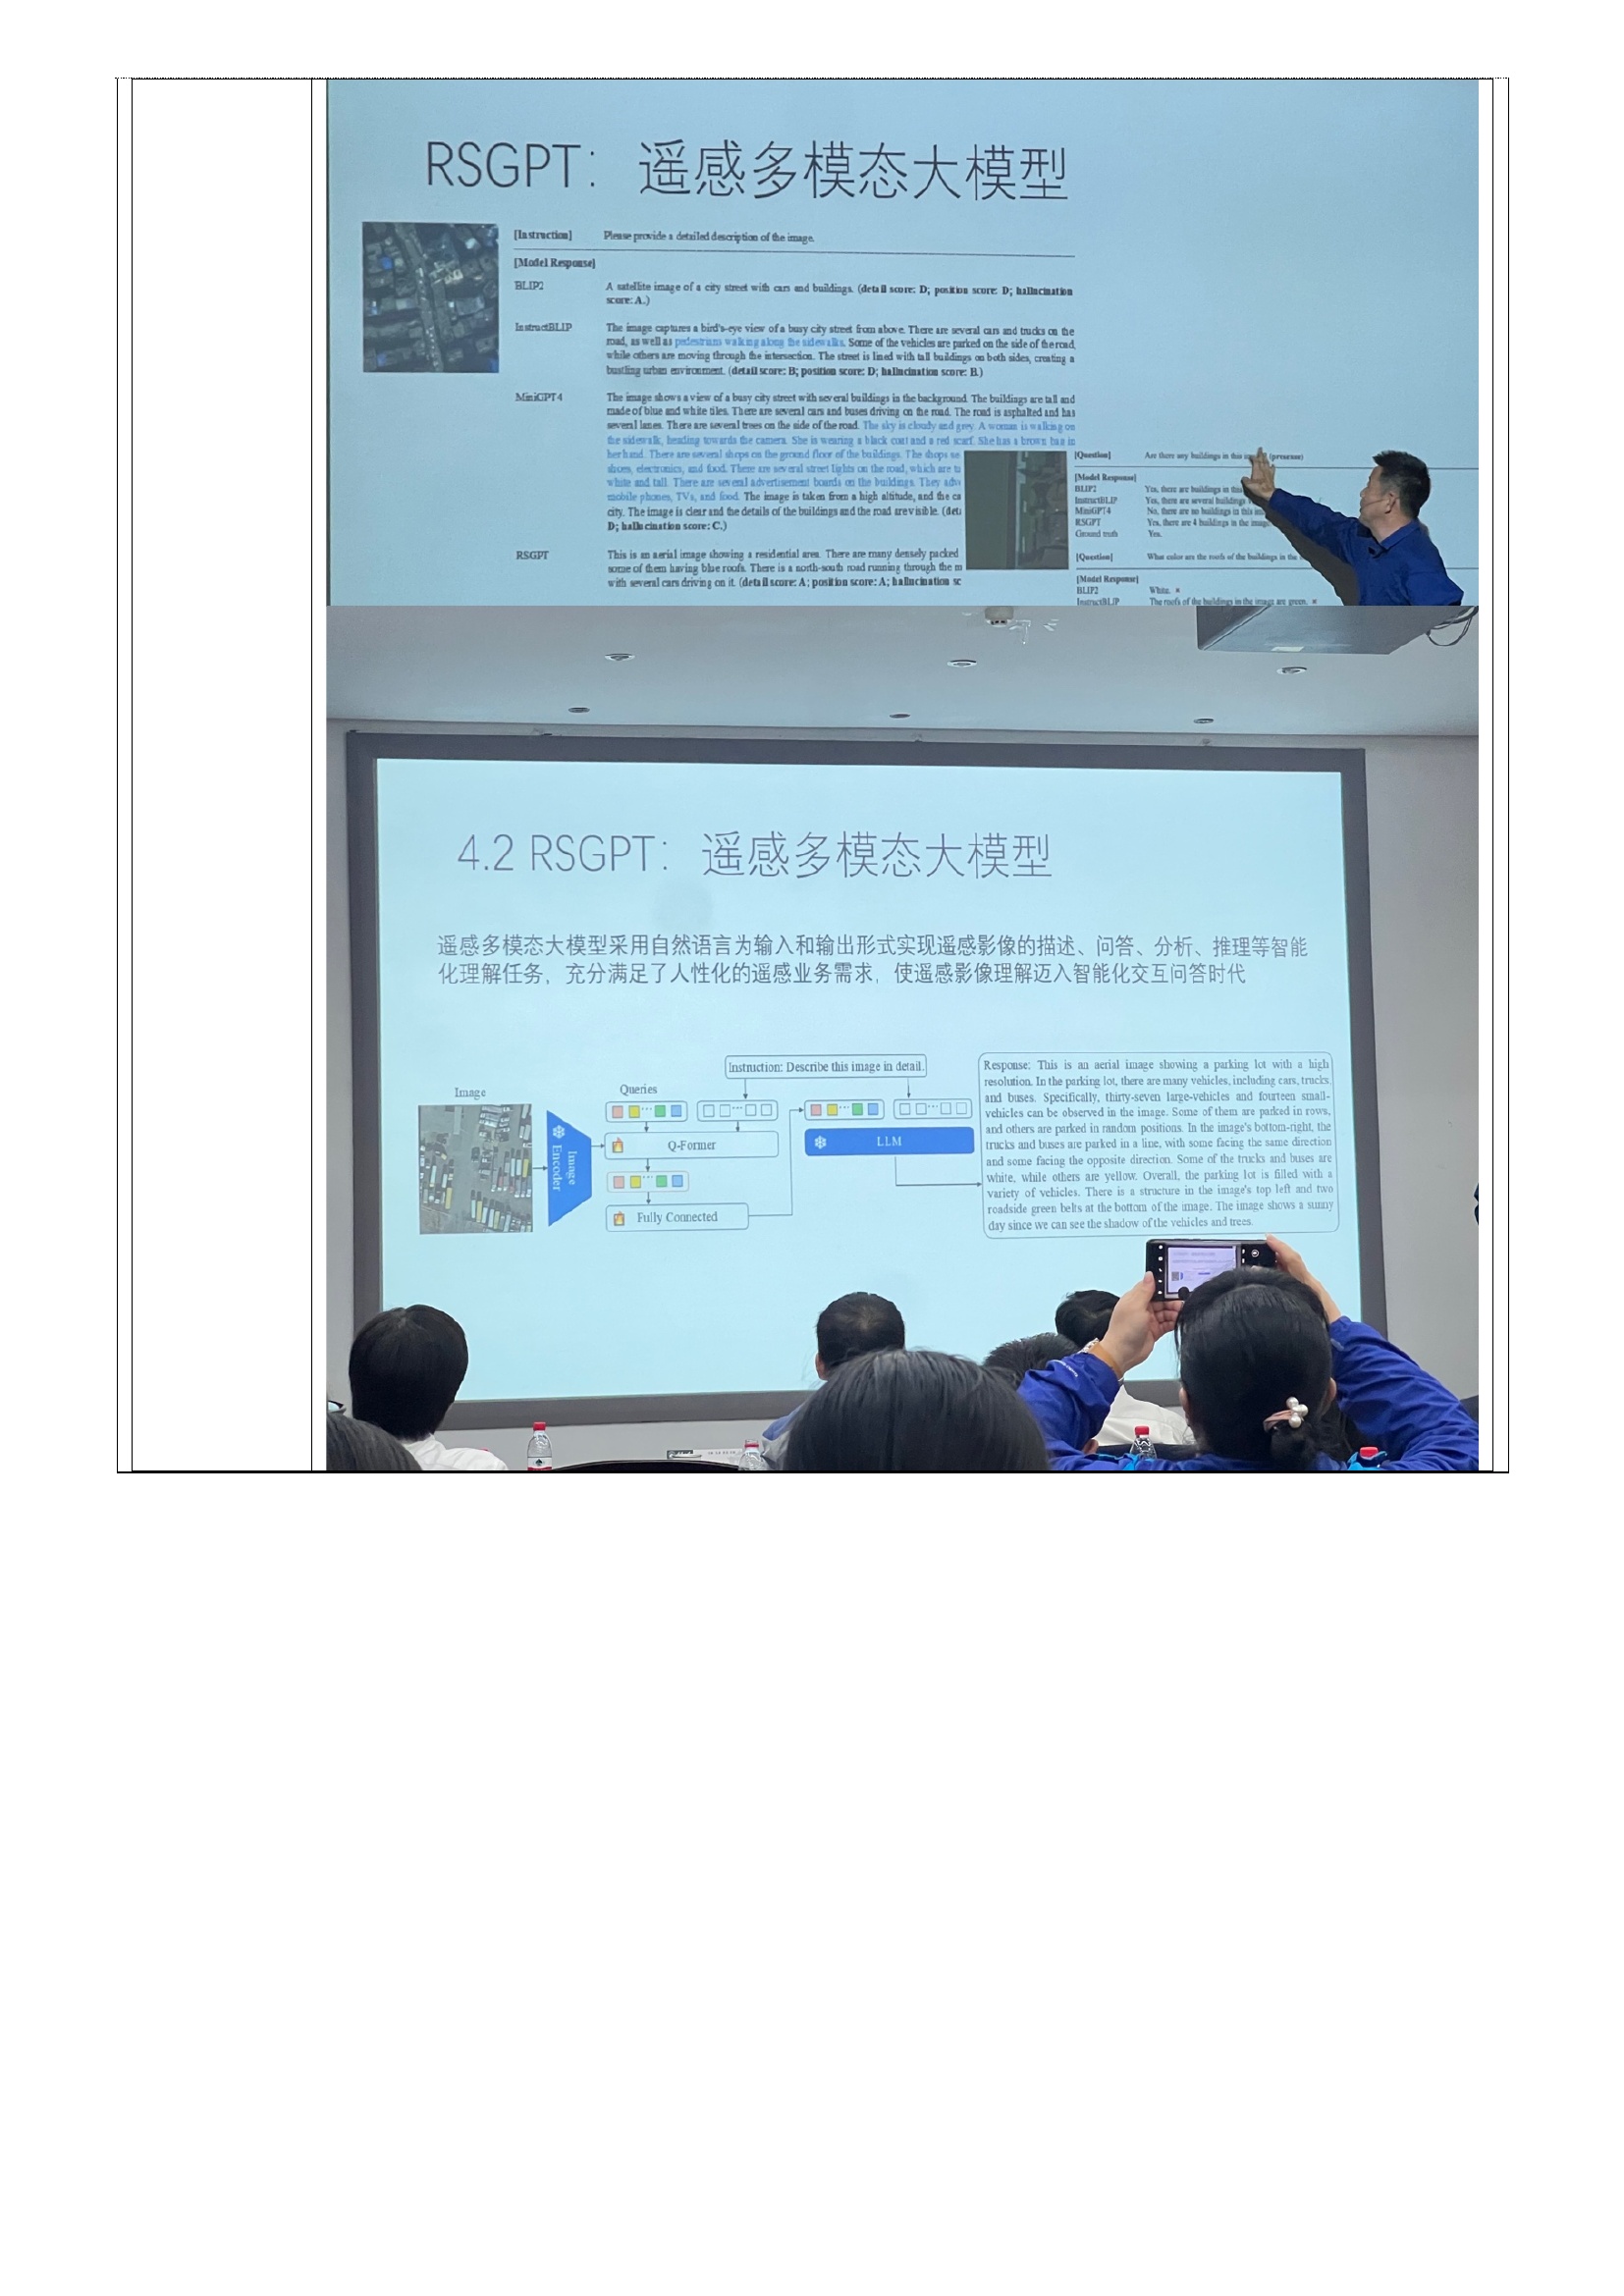 RSGPT：遥感多模态大模型
[Instruction] Please provide a detailed description of the image.
[Model Response]
BLIP2 A satellite image of a city street with cars and buildings. (detail score: D; position score: D; hallucination
score: A.)
InstructBLIP The image captures a bird's-eye view of a busy city street from above. There are several cars and trucks on the
road, as well as pedestrians walking along the sidewalks. Some of the vehicles are parked on the side of the road,
while others are moving through the intersection. The street is lined with tall buildings on both sides, creating a
bustling urban environment. (detail score: B; position score: D; hallucination score: B.)
MiniGPT4 The image shows a view of a busy city street with several buildings in the background. The buildings are tall and
made of blue and white tiles. There are several cars and buses driving on the road. The road is asphalted and has
several lanes. There are several trees on the side of the road. The sky is cloudy and grey. A woman is walking on
the sidewalk, heading towards the camera. She is wearing a black coat and a red scarf. She has a brown bag in
her hand. There are several shops on the ground floor of the buildings. The shops se
shoes, electronics, and food. There are several street lights on the road, which are
white and tall. There are several advertisement boards on the buildings. They
mobile phones, TVs, and food. The image is taken from a high altitude, and the
city. The image is clear and the details of the buildings and the road are visible.
D; hallucination score: C.)
RSGPT This is an aerial image showing a residential area. There are many densely packed
some of them having blue roofs. There is a north-south road running through the
with several cars driving on it. (detail score: A; position score: A; hallucination sc
[Question] Are there any buildings in this (presence)
[Model Response]
BLIP2 Yes, there are buildings in this
InstructBLIP Yes, there are several buildings
MiniGPT4 No, there are no buildings in this
RSGPT Yes, there are 4 buildings in the image.
Ground truth Yes.
[Question] What color are the roofs of the buildings in the
[Model Response]
BLIP2 White. ×
InstructBLIP The roofs of the buildings in the image are green. ×
4.2 RSGPT：遥感多模态大模型
遥感多模态大模型采用自然语言为输入和输出形式实现遥感影像的描述、问答、分析、推理等智能
化理解任务，充分满足了人性化的遥感业务需求，使遥感影像理解迈入智能化交互问答时代
Instruction: Describe this image in detail.
Image
Queries
Image
Encoder
Q-Former
LLM
Fully Connected
Response: This is an aerial image showing a parking lot with a high
resolution. In the parking lot, there are many vehicles, including cars, trucks,
and buses. Specifically, thirty-seven large-vehicles and fourteen small-
vehicles can be observed in the image. Some of them are parked in rows,
and others are parked in random positions. In the image's bottom-right, the
trucks and buses are parked in a line, with some facing the same direction
and some facing the opposite direction. Some of the trucks and buses are
white, while others are yellow. Overall, the parking lot is filled with a
variety of vehicles. There is a structure in the image's top left and two
roadside green belts at the bottom of the image. The image shows a sunny
day since we can see the shadow of the vehicles and trees.